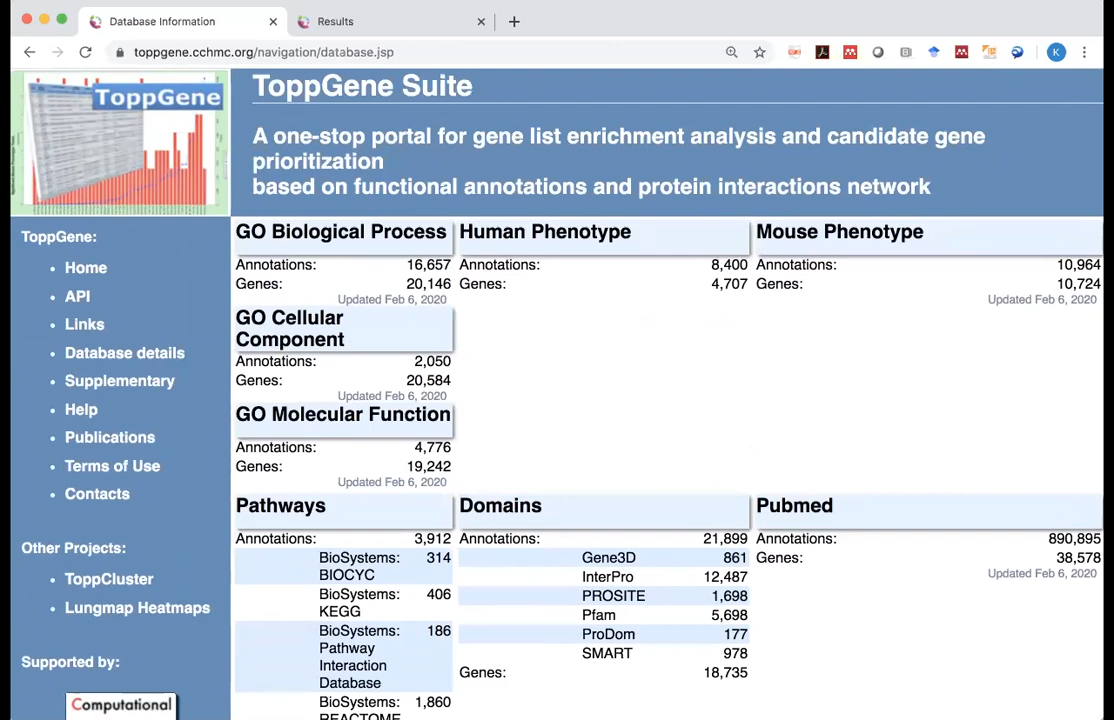 Database Information
Results
toppgene.cchmc.org/navigation/database.jsp
K
ToppGene
ToppGene Suite
A one-stop portal for gene list enrichment analysis and candidate gene
prioritization
based on functional annotations and protein interactions network
ToppGene:
Home
API
Links
Database details
Supplementary
Help
Publications
Terms of Use
Contacts
Other Projects:
ToppCluster
Lungmap Heatmaps
Supported by:
Computational
GO Biological Process
Annotations: 16,657
Genes: 20,146
Updated Feb 6, 2020
Human Phenotype
Annotations: 8,400
Genes: 4,707
Mouse Phenotype
Annotations: 10,964
Genes: 10,724
Updated Feb 6, 2020
GO Cellular
Component
Annotations: 2,050
Genes: 20,584
Updated Feb 6, 2020
GO Molecular Function
Annotations: 4,776
Genes: 19,242
Updated Feb 6, 2020
Pathways
Annotations: 3,912
BioSystems: 314
BIOCYC
BioSystems: 406
KEGG
BioSystems: 186
Pathway
Interaction
Database
BioSystems: 1,860
REACTOME
Domains
Annotations: 21,899
Gene3D 861
InterPro 12,487
PROSITE 1,698
Pfam 5,698
ProDom 177
SMART 978
Genes: 18,735
Pubmed
Annotations: 890,895
Genes: 38,578
Updated Feb 6, 2020